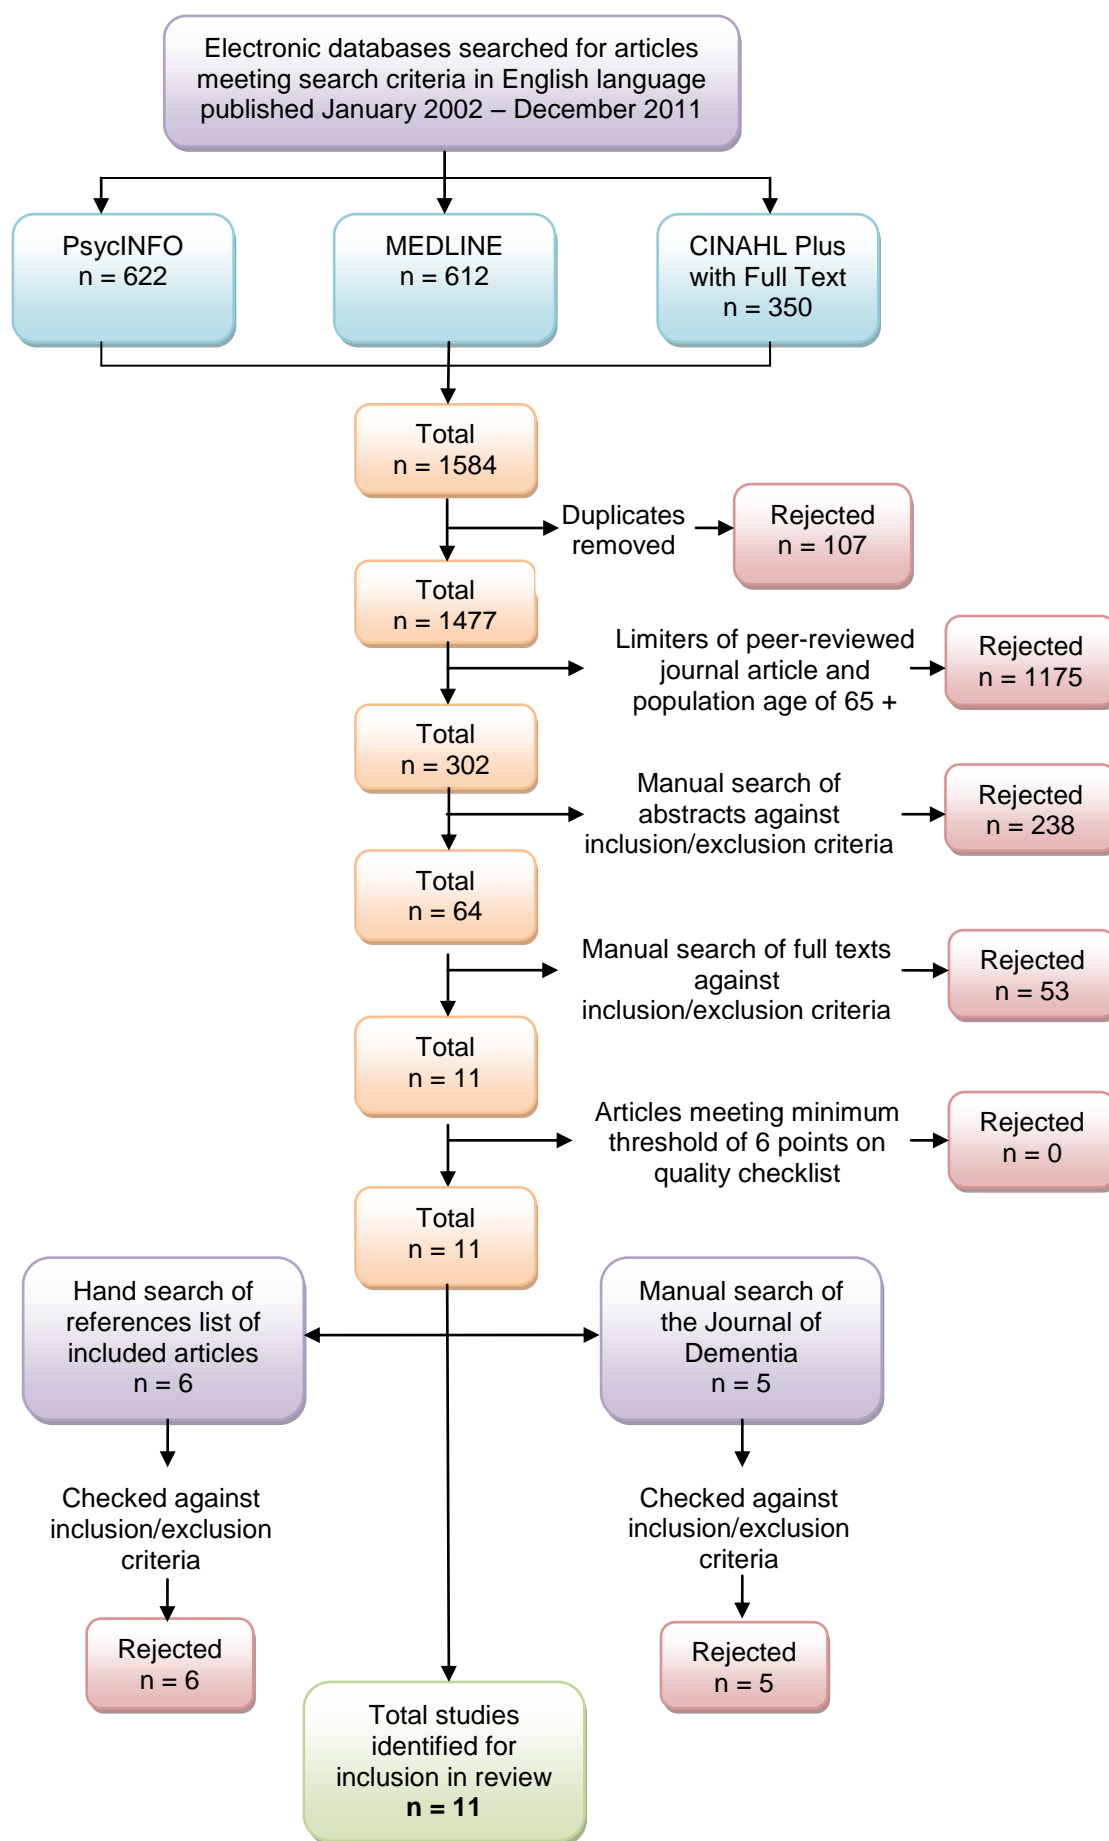 Electronic databases searched for articles
meeting search criteria in English language
published January 2002 – December 2011
PsycINFO
n = 622
MEDLINE
n = 612
CINAHL Plus
with Full Text
n = 350
Total
n = 1584
Duplicates
removed
Rejected
n = 107
Total
n = 1477
Limiters of peer-reviewed
journal article and
population age of 65 +
Rejected
n = 1175
Total
n = 302
Manual search of
abstracts against
inclusion/exclusion criteria
Rejected
n = 238
Total
n = 64
Manual search of full texts
against
inclusion/exclusion criteria
Rejected
n = 53
Total
n = 11
Articles meeting minimum
threshold of 6 points on
quality checklist
Rejected
n = 0
Total
n = 11
Hand search of
references list of
included articles
n = 6
Manual search of
the Journal of
Dementia
n = 5
Checked against
inclusion/exclusion
criteria
Checked against
inclusion/exclusion
criteria
Rejected
n = 6
Rejected
n = 5
Total studies
identified for
inclusion in review
n = 11